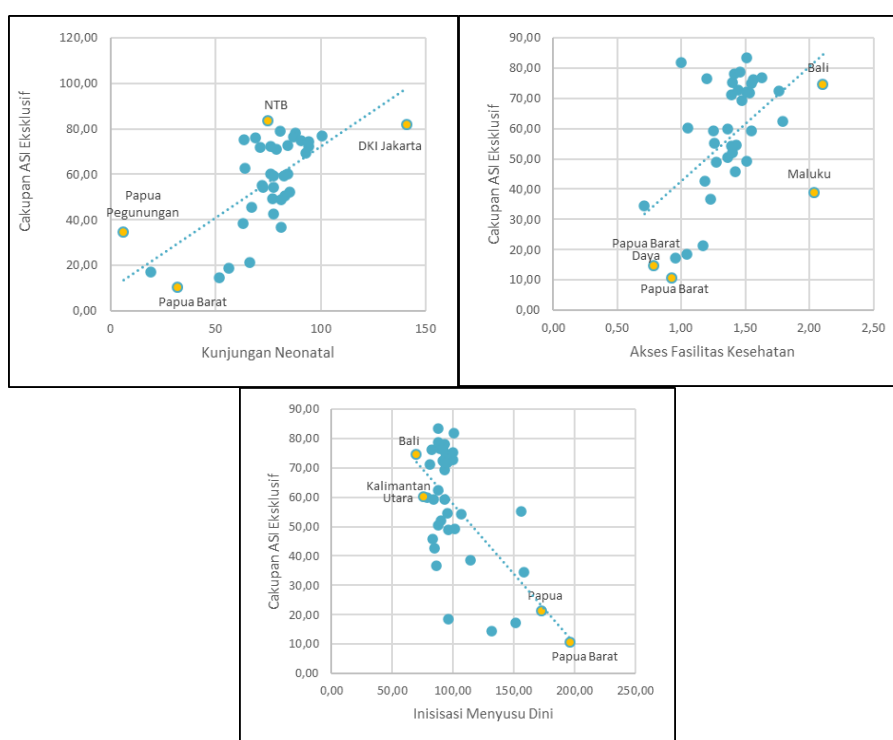 120,00
100,00
80,00
60,00
40,00
20,00
0,00
0
50
100
150
Cakupan ASI Eksklusif
Kunjungan Neonatal
NTB
DKI Jakarta
Papua
Pegunungan
Papua Barat
90,00
80,00
70,00
60,00
50,00
40,00
30,00
20,00
10,00
0,00
0,00
0,50
1,00
1,50
2,00
2,50
Cakupan ASI Eksklusif
Akses Fasilitas Kesehatan
Bali
Maluku
Papua Barat
Daya
Papua Barat
90,00
80,00
70,00
60,00
50,00
40,00
30,00
20,00
10,00
0,00
0,00
50,00
100,00
150,00
200,00
250,00
Cakupan ASI Eksklusif
Inisisasi Menyusu Dini
Bali
Kalimantan
Utara
Papua
Papua Barat